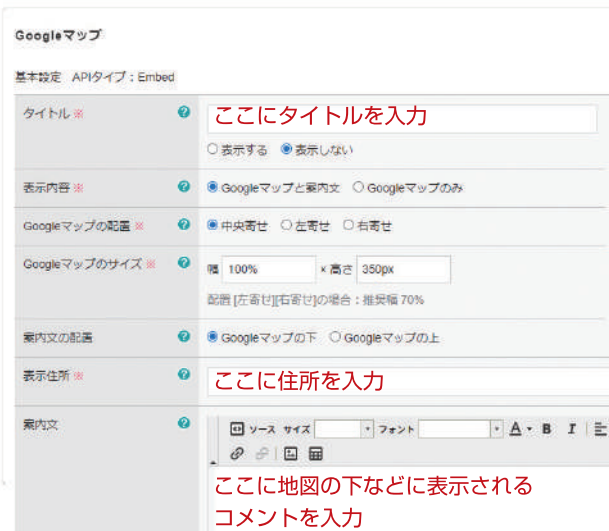 Googleマップ
基本設定　APIタイプ：Embed
タイトル ※
ここにタイトルを入力
表示する 表示しない
表示内容 ※
Googleマップと案内文 Googleマップのみ
Googleマップの配置 ※
中央寄せ 左寄せ 右寄せ
Googleマップのサイズ ※
幅 100% × 高さ 350px
配置 [左寄せ][右寄せ]の場合：推奨幅 70%
案内文の配置
Googleマップの下 Googleマップの上
表示住所 ※
ここに住所を入力
案内文
ソース サイズ フォント A B I
ここに地図の下などに表示される
コメントを入力